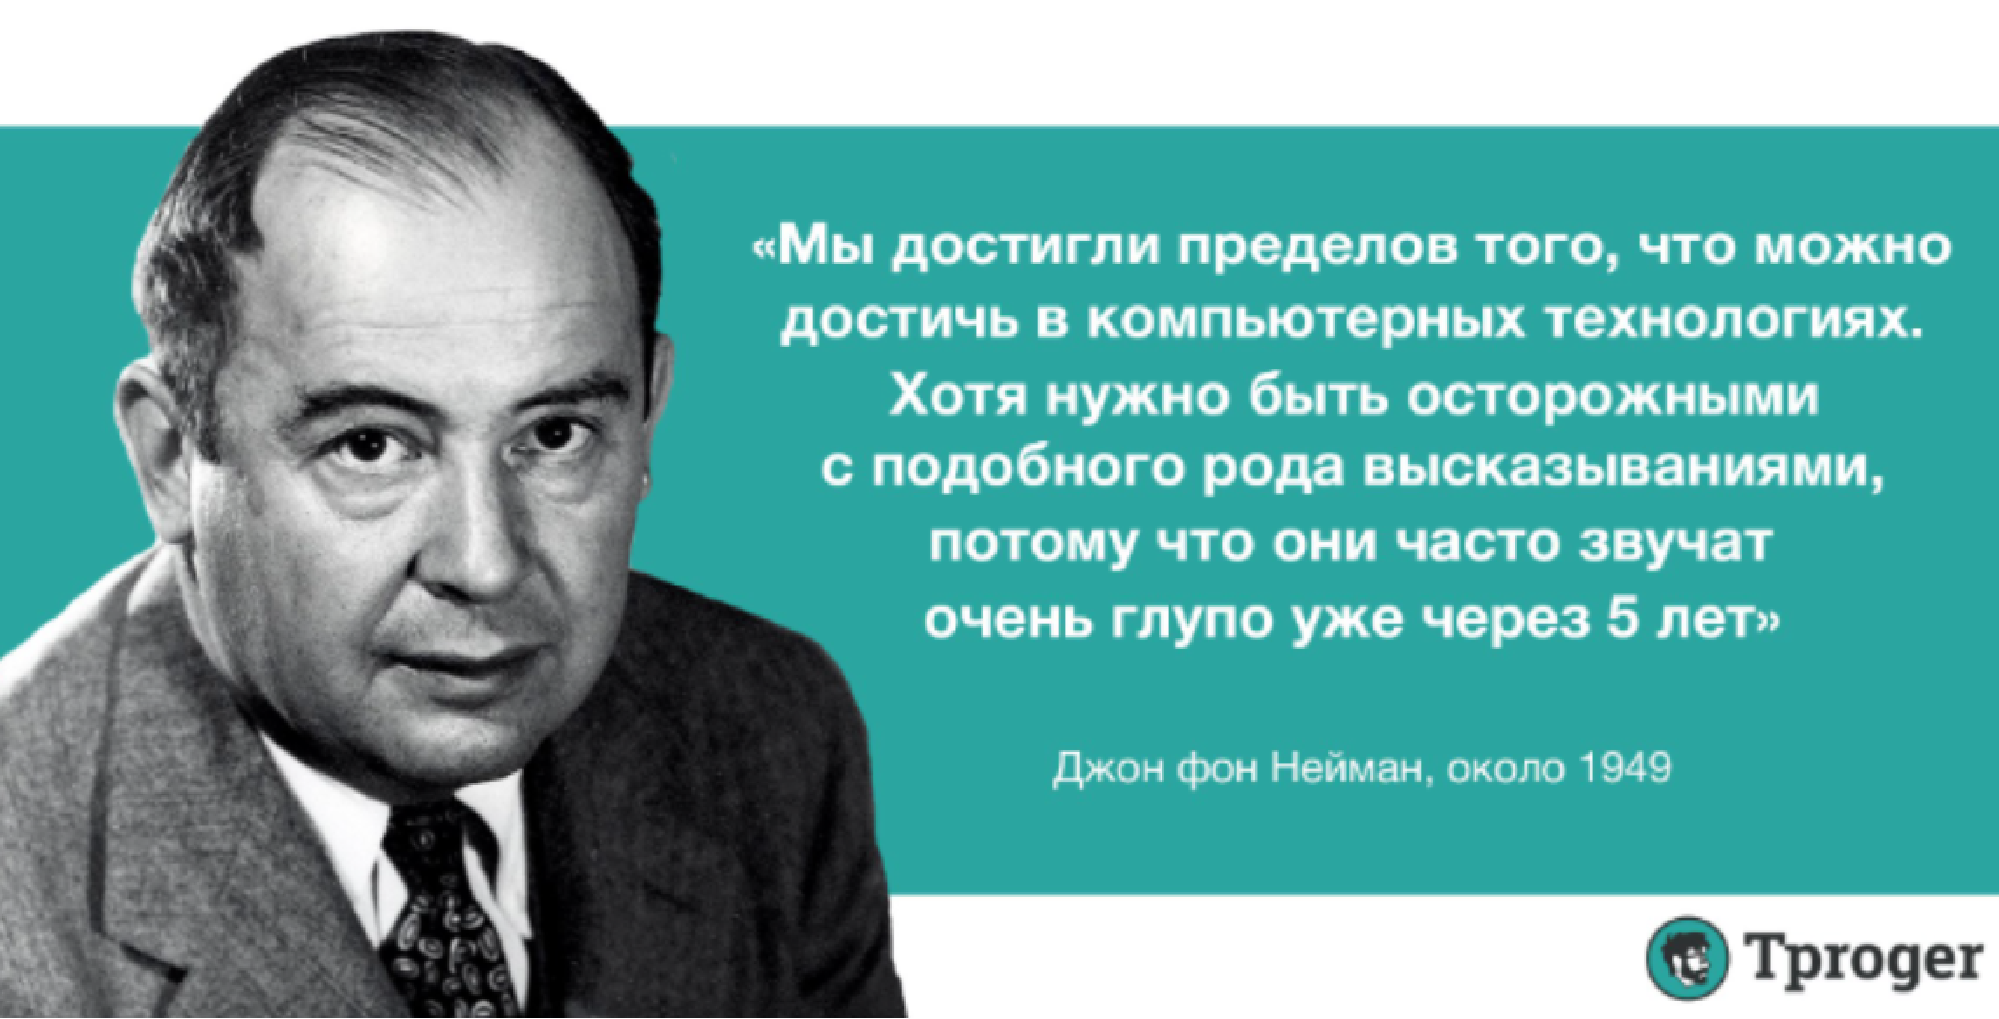 «Мы достигли пределов того, что можно
достичь в компьютерных технологиях.
Хотя нужно быть осторожными
с подобного рода высказываниями,
потому что они часто звучат
очень глупо уже через 5 лет»
Джон фон Нейман, около 1949
Tproger